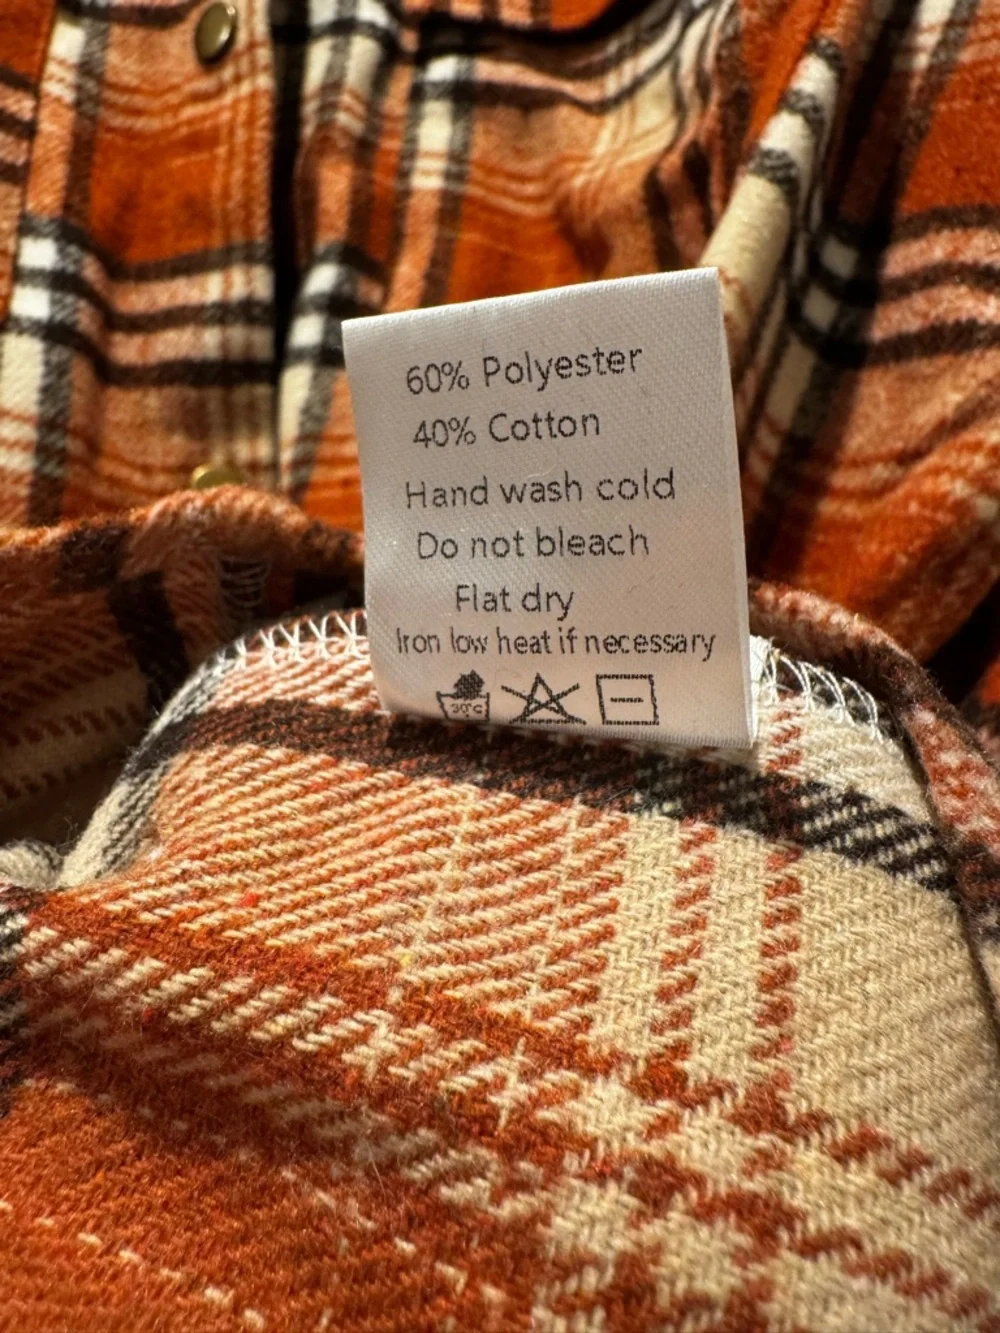 60% Polyester
40% Cotton
Hand wash cold
Do not bleach
Flat dry
Iron low heat if necessary
30°C